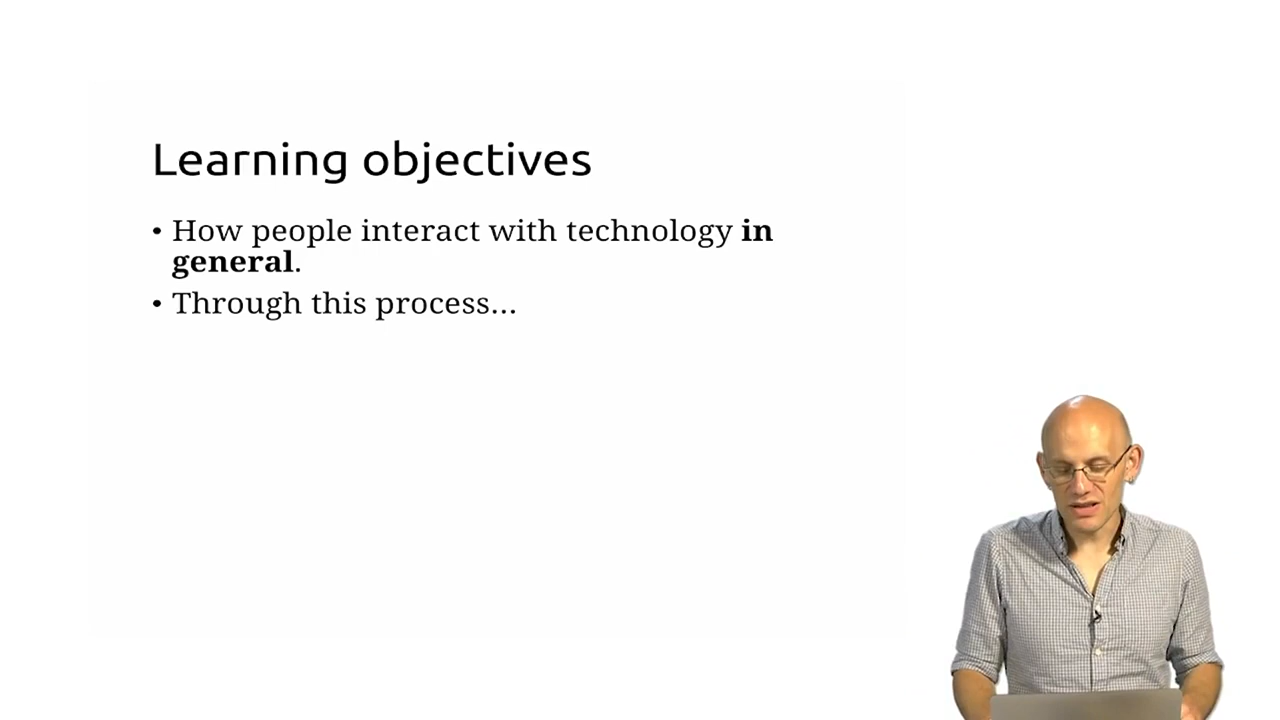 Learning objectives
• How people interact with technology in
general.
• Through this process...